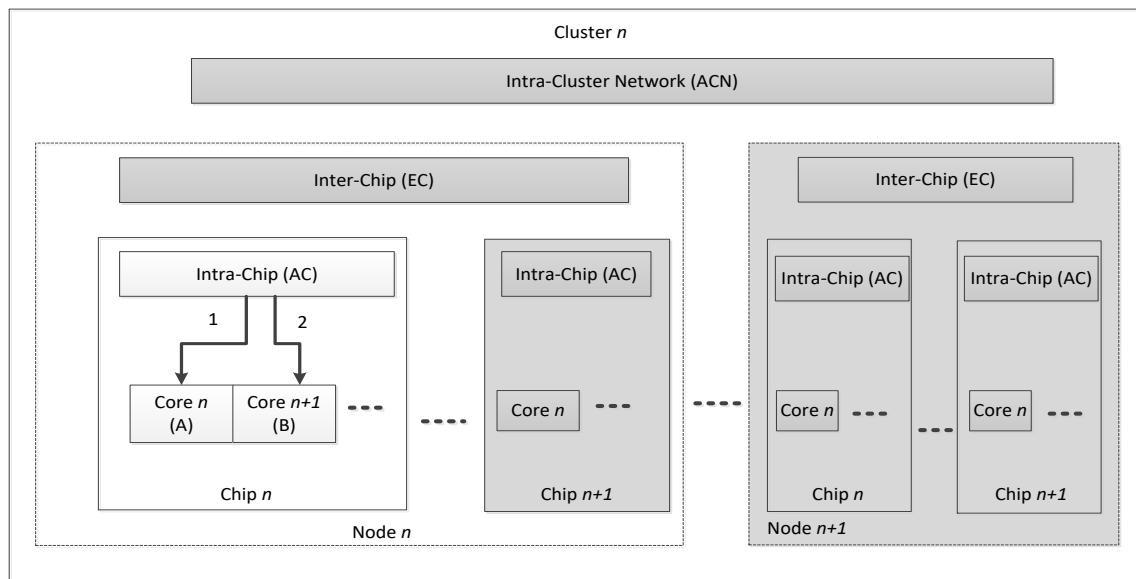 Cluster n
Intra-Cluster Network (ACN)
Inter-Chip (EC)
Inter-Chip (EC)
Intra-Chip (AC)
Intra-Chip (AC)
Intra-Chip (AC)
Intra-Chip (AC)
1
2
Core n
(A)
Core n+1
(B)
Core n
Core n
Core n
Chip n
Chip n+1
Chip n
Chip n+1
Node n
Node n+1